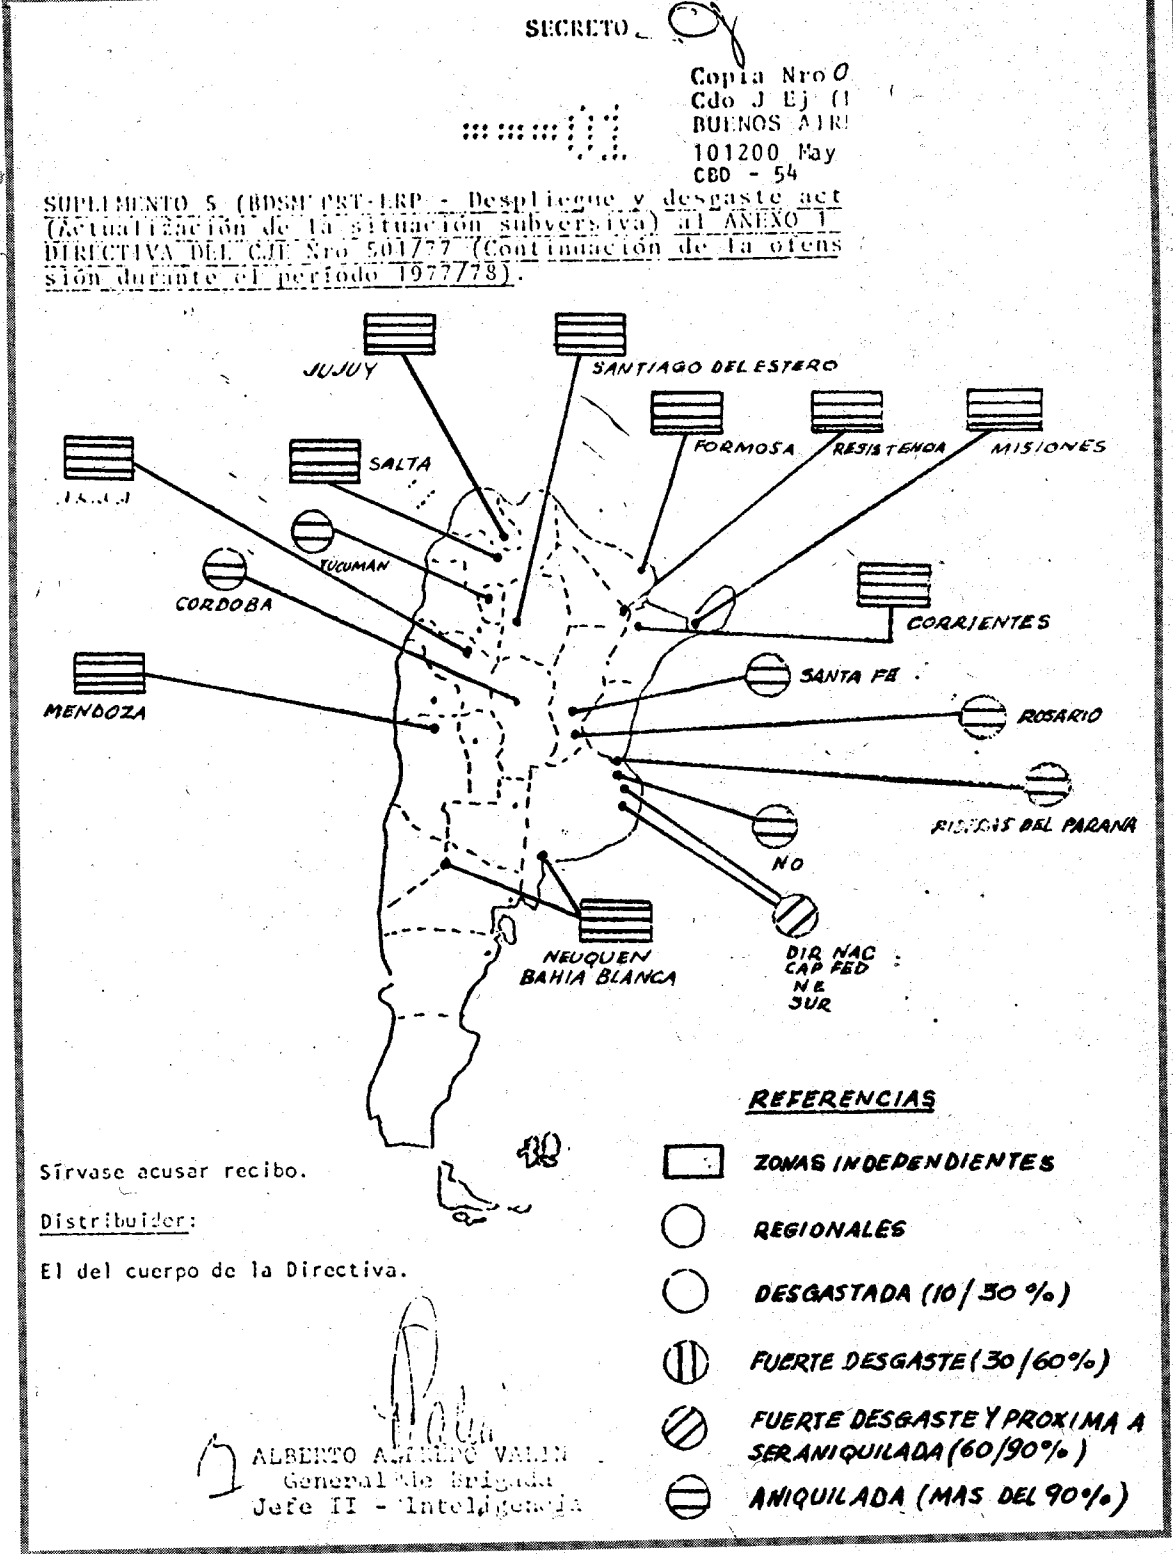 SECRETO
Copia Nro 0
Cdo J Ej (I
BUENOS AIR
101200 May
CBD - 54
SUPLEMENTO 5 (BDSM PRT-ERP - Despliegue y desgaste act
(Actualización de la situación subversiva) al ANEXO 1
DIRECTIVA DEL CJE Nro 504/77 (Continuación de la ofens
sión durante el período 1977/78).
JUJUY
SANTIAGO DEL ESTERO
FORMOSA
RESISTENCIA
MISIONES
SALTA
TUCUMAN
CORDOBA
CORRIENTES
MENDOZA
SANTA FE
ROSARIO
DEL PARANA
NO
NEUQUEN
BAHIA BLANCA
DIR NAC
CAP FED
NE
SUR
REFERENCIAS
ZONAS INDEPENDIENTES
REGIONALES
DESGASTADA (10/30 %)
FUERTE DESGASTE (30/60%)
FUERTE DESGASTE Y PROXIMA A
SER ANIQUILADA (60/90%)
ANIQUILADA (MAS DEL 90%)
Sírvase acusar recibo.
Distribuidor:
El del cuerpo de la Directiva.
ALBERTO ALFREDO VALIN
General de Brigada
Jefe II - Inteligencia